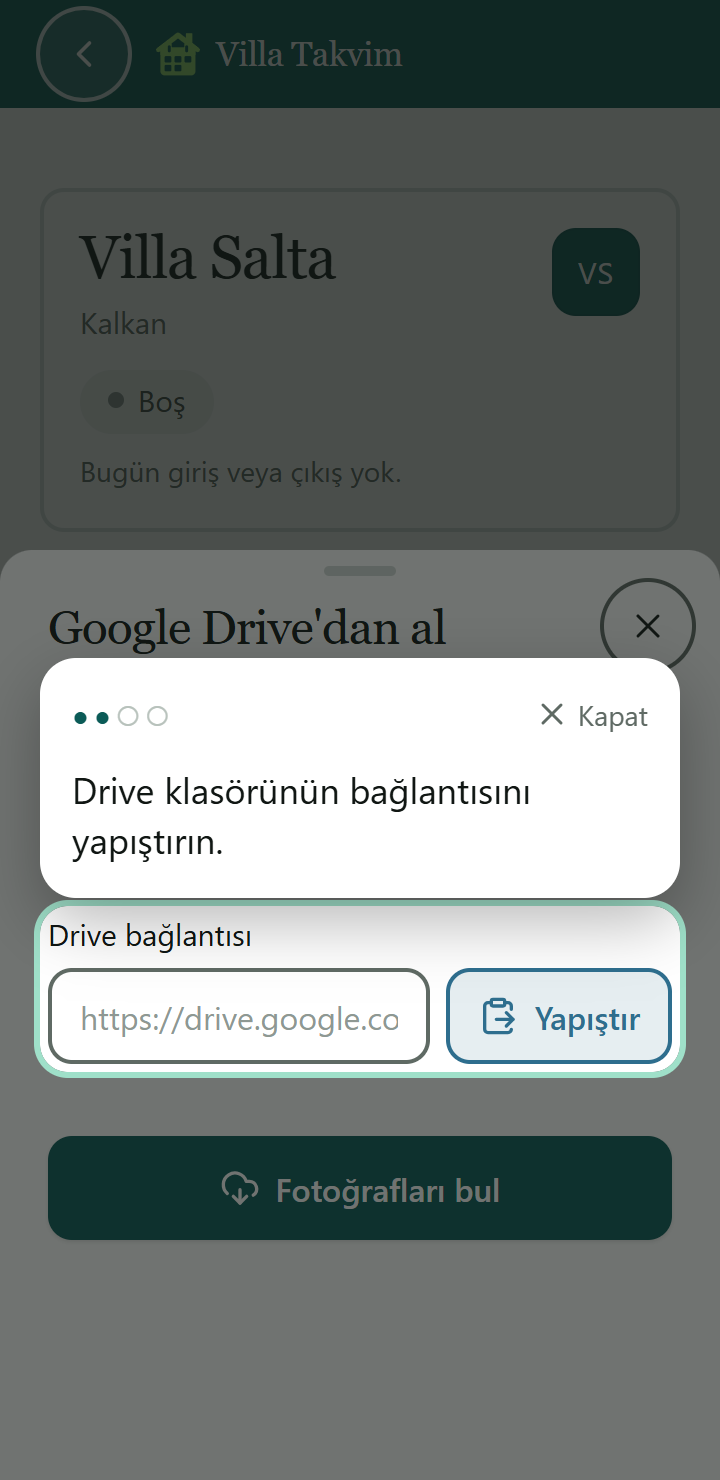 Villa Takvim
Villa Salta
VS
Kalkan
Boş
Bugün giriş veya çıkış yok.
Google Drive'dan al
Kapat
Drive klasörünün bağlantısını
yapıştırın.
Drive bağlantısı
https://drive.google.co
Yapıştır
Fotoğrafları bul